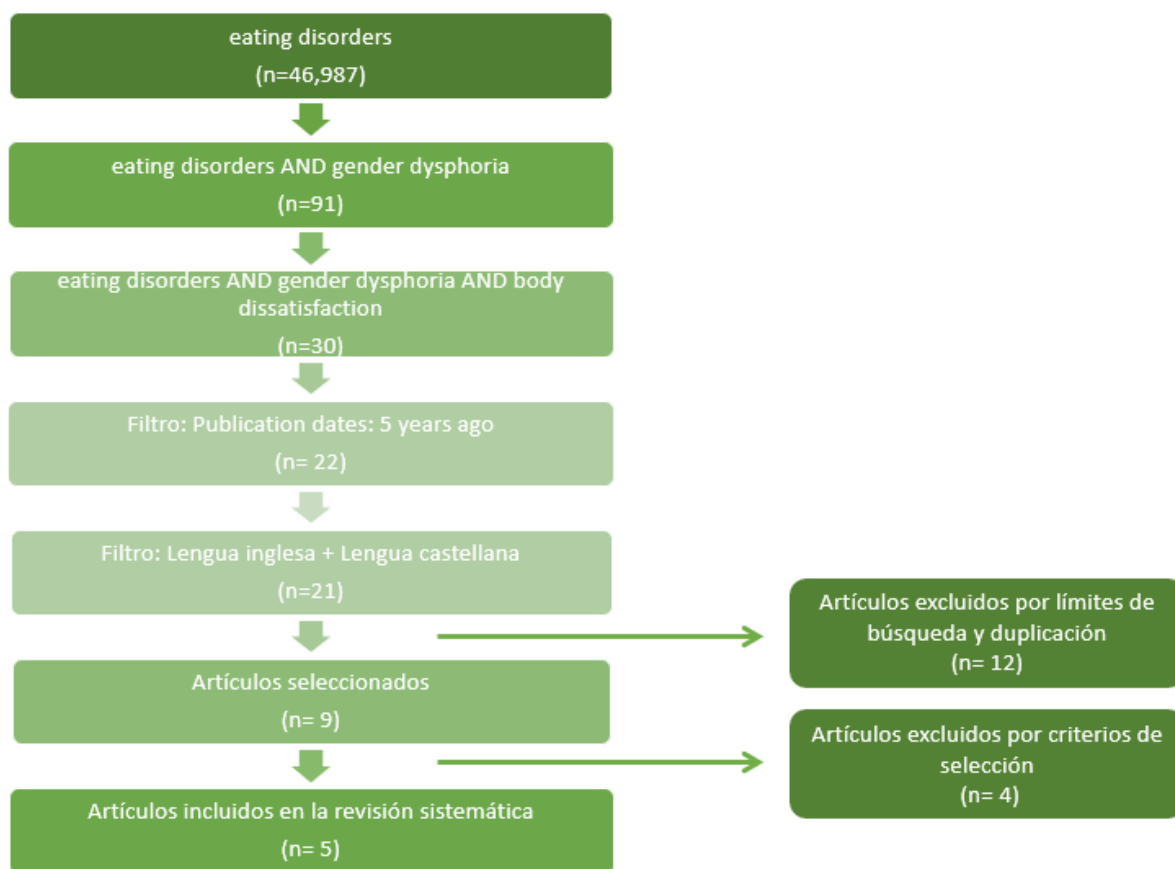 eating disorders
(n=46,987)
eating disorders AND gender dysphoria
(n=91)
eating disorders AND gender dysphoria AND body
dissatisfaction
(n=30)
Filtro: Publication dates: 5 years ago
(n= 22)
Filtro: Lengua inglesa + Lengua castellana
(n=21)
Artículos excluidos por límites de
búsqueda y duplicación
(n= 12)
Artículos seleccionados
(n= 9)
Artículos excluidos por criterios de
selección
(n= 4)
Artículos incluidos en la revisión sistemática
(n= 5)